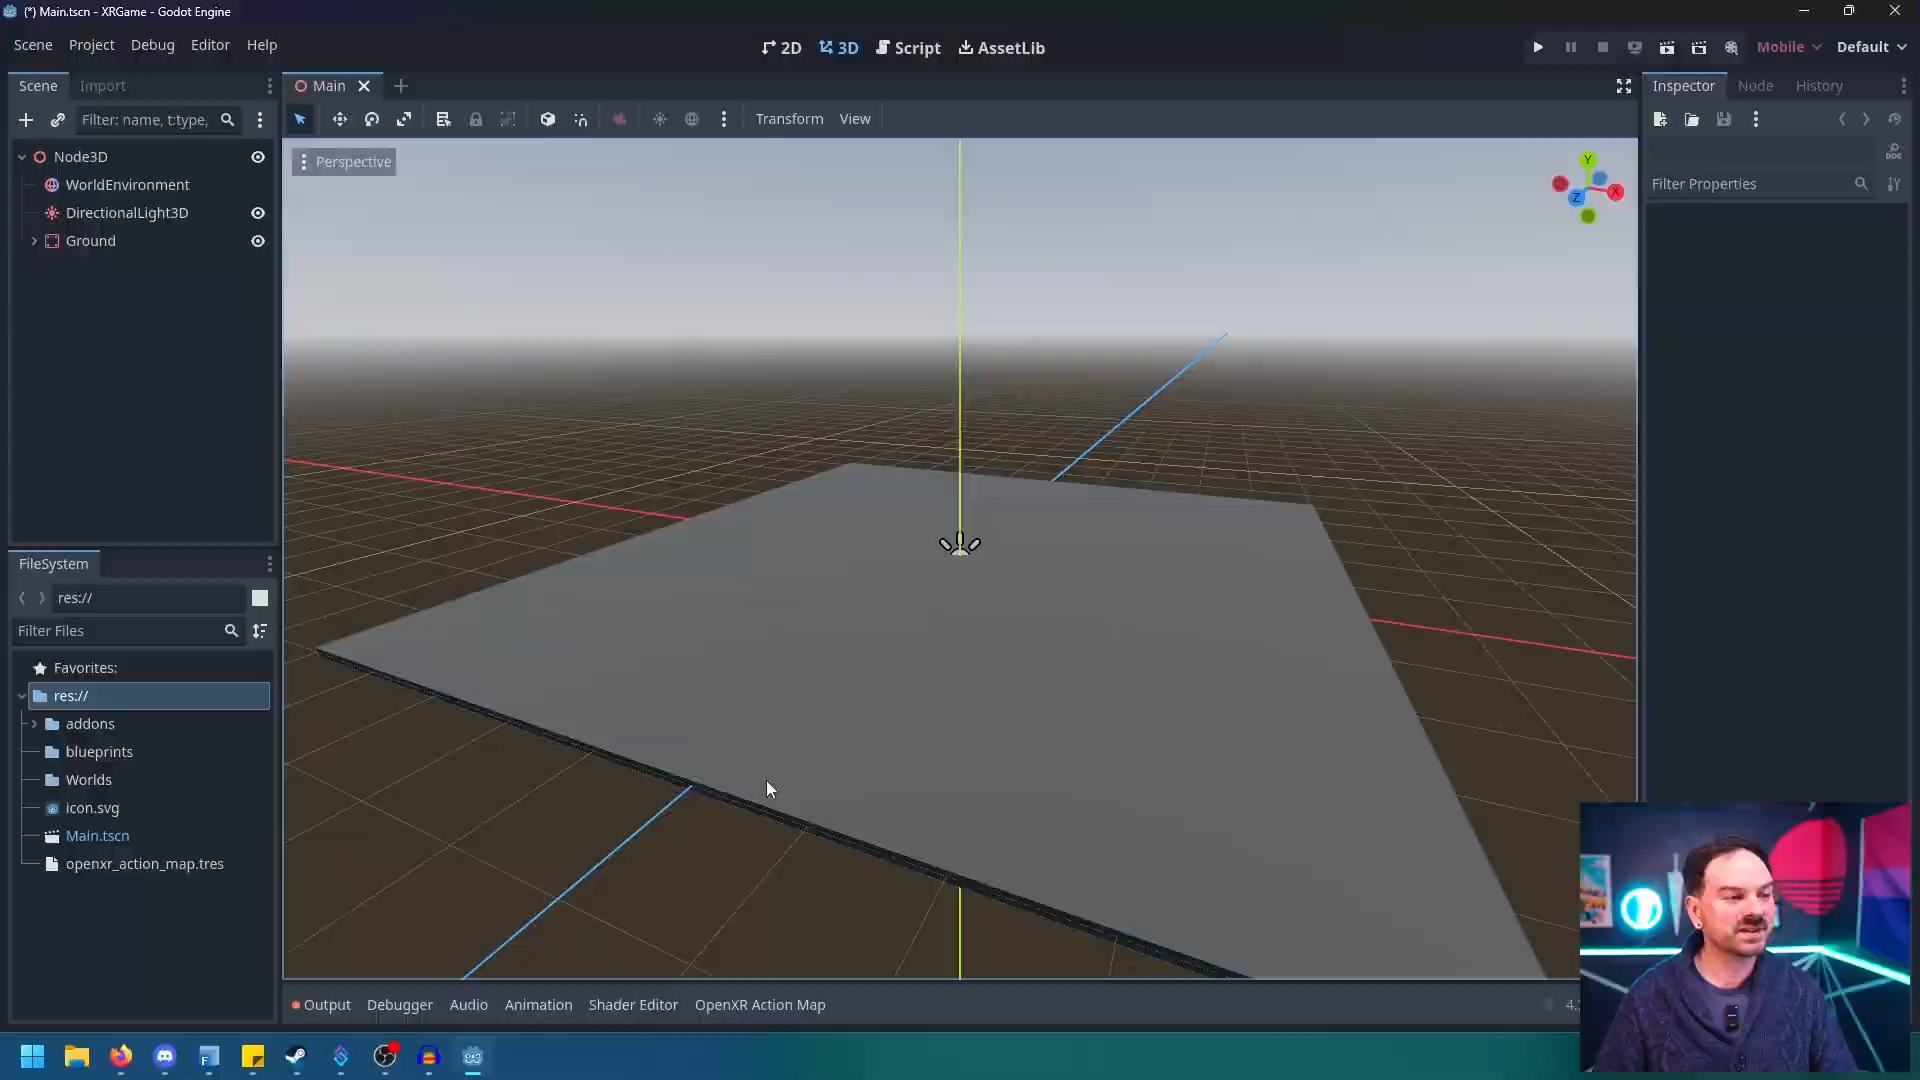 (*) Main.tscn - XRGame - Godot Engine
Scene Project Debug Editor Help
2D 3D Script AssetLib
Mobile Default
Scene Import
Main
Inspector Node History
Filter: name, t:type,
Transform View
Node3D
WorldEnvironment
DirectionalLight3D
Ground
Perspective
Y
X
Z
DOC
Filter Properties
FileSystem
res://
Filter Files
Favorites:
res://
addons
blueprints
Worlds
icon.svg
Main.tscn
openxr_action_map.tres
Output Debugger Audio Animation Shader Editor OpenXR Action Map